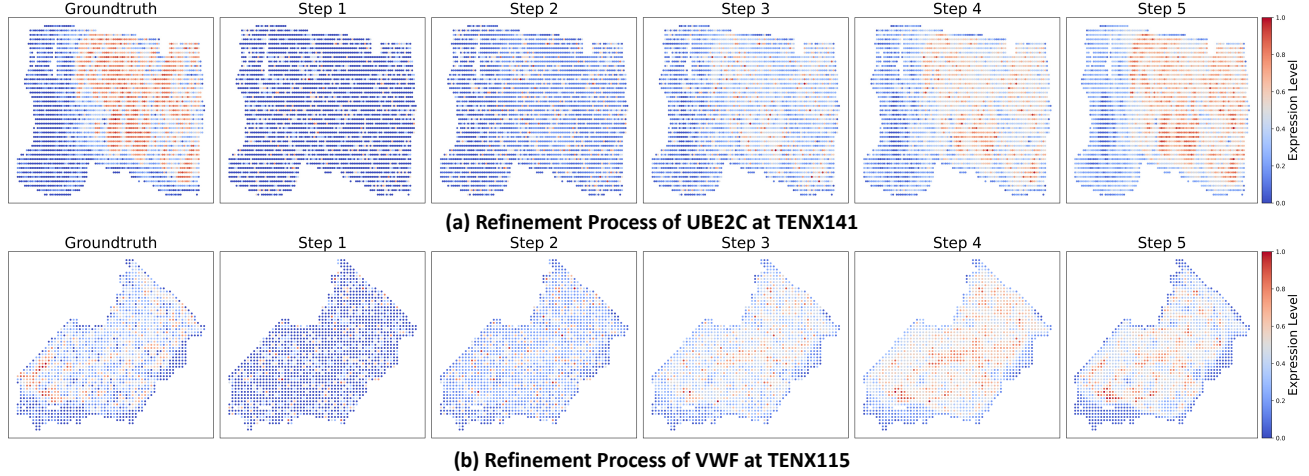 Groundtruth Step 1 Step 2 Step 3 Step 4 Step 5
1.0
0.8
0.6
0.4
0.2
0.0
Expression Level
(a) Refinement Process of UBE2C at TENX141
Groundtruth Step 1 Step 2 Step 3 Step 4 Step 5
1.0
0.8
0.6
0.4
0.2
0.0
Expression Level
(b) Refinement Process of VWF at TENX115